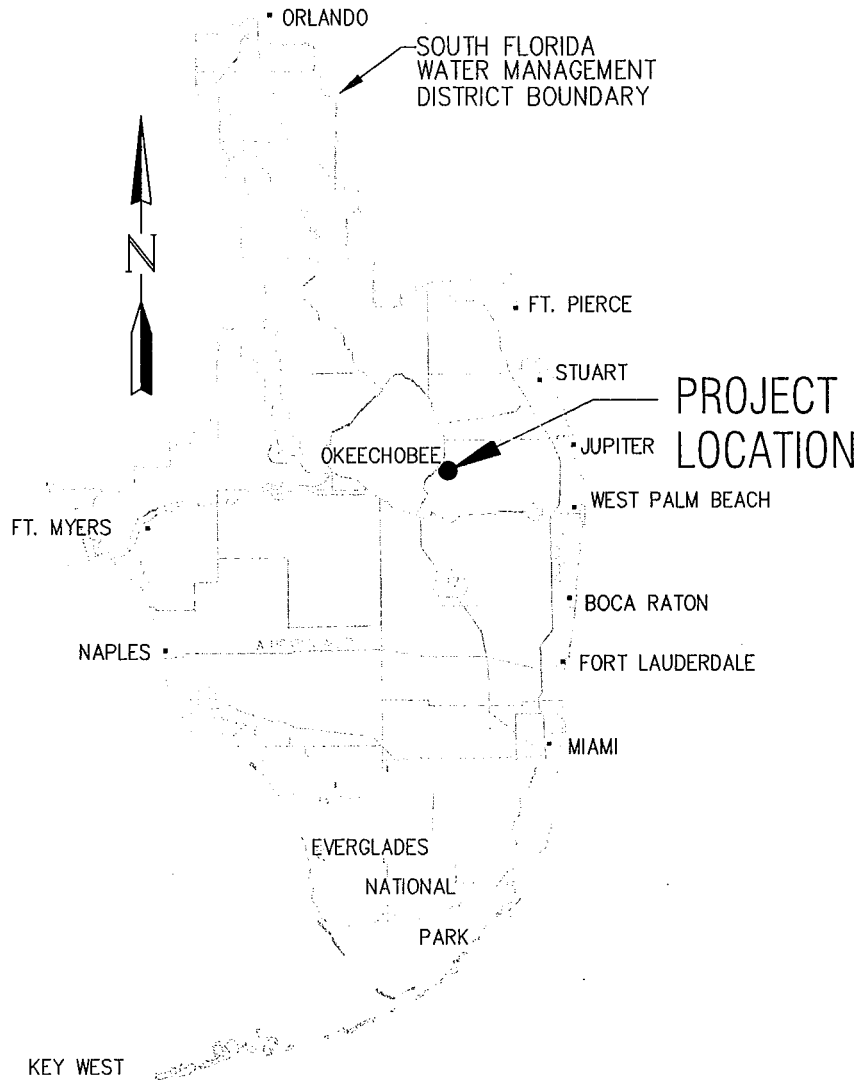 ORLANDO
SOUTH FLORIDA
WATER MANAGEMENT
DISTRICT BOUNDARY
N
FT. PIERCE
STUART
PROJECT
LOCATION
OKEECHOBEE
JUPITER
WEST PALM BEACH
FT. MYERS
BOCA RATON
NAPLES
FORT LAUDERDALE
MIAMI
EVERGLADES
NATIONAL
PARK
KEY WEST